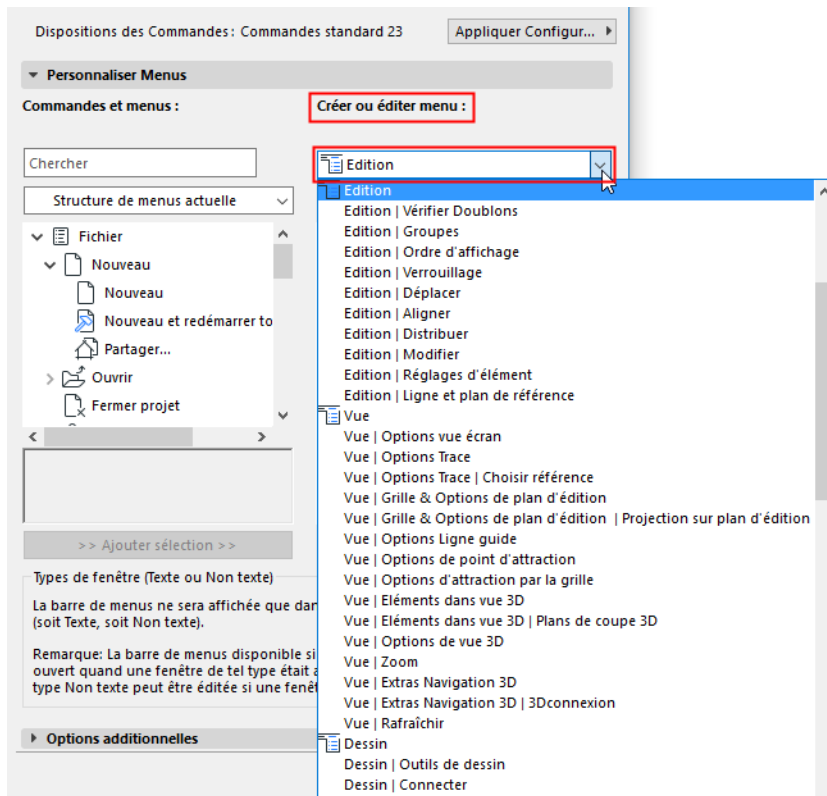 Dispositions des Commandes: Commandes standard 23
Appliquer Configur...
Personnaliser Menus
Commandes et menus :
Créer ou éditer menu :
Chercher
Edition
Structure de menus actuelle
Fichier
Nouveau
Nouveau
Nouveau et redémarrer to
Partager...
Ouvrir
Fermer projet
>> Ajouter sélection >>
Types de fenêtre (Texte ou Non texte)
La barre de menus ne sera affichée que dan
(soit Texte, soit Non texte).
Remarque: La barre de menus disponible si
ouvert quand une fenêtre de tel type était a
type Non texte peut être éditée si une fenêt
Options additionnelles
Edition
Edition | Vérifier Doublons
Edition | Groupes
Edition | Ordre d'affichage
Edition | Verrouillage
Edition | Déplacer
Edition | Aligner
Edition | Distribuer
Edition | Modifier
Edition | Réglages d'élément
Edition | Ligne et plan de référence
Vue
Vue | Options vue écran
Vue | Options Trace
Vue | Options Trace | Choisir référence
Vue | Grille & Options de plan d'édition
Vue | Grille & Options de plan d'édition | Projection sur plan d'édition
Vue | Options Ligne guide
Vue | Options de point d'attraction
Vue | Options d'attraction par la grille
Vue | Eléments dans vue 3D
Vue | Eléments dans vue 3D | Plans de coupe 3D
Vue | Options de vue 3D
Vue | Zoom
Vue | Extras Navigation 3D
Vue | Extras Navigation 3D | 3Dconnexion
Vue | Rafraîchir
Dessin
Dessin | Outils de dessin
Dessin | Connecter